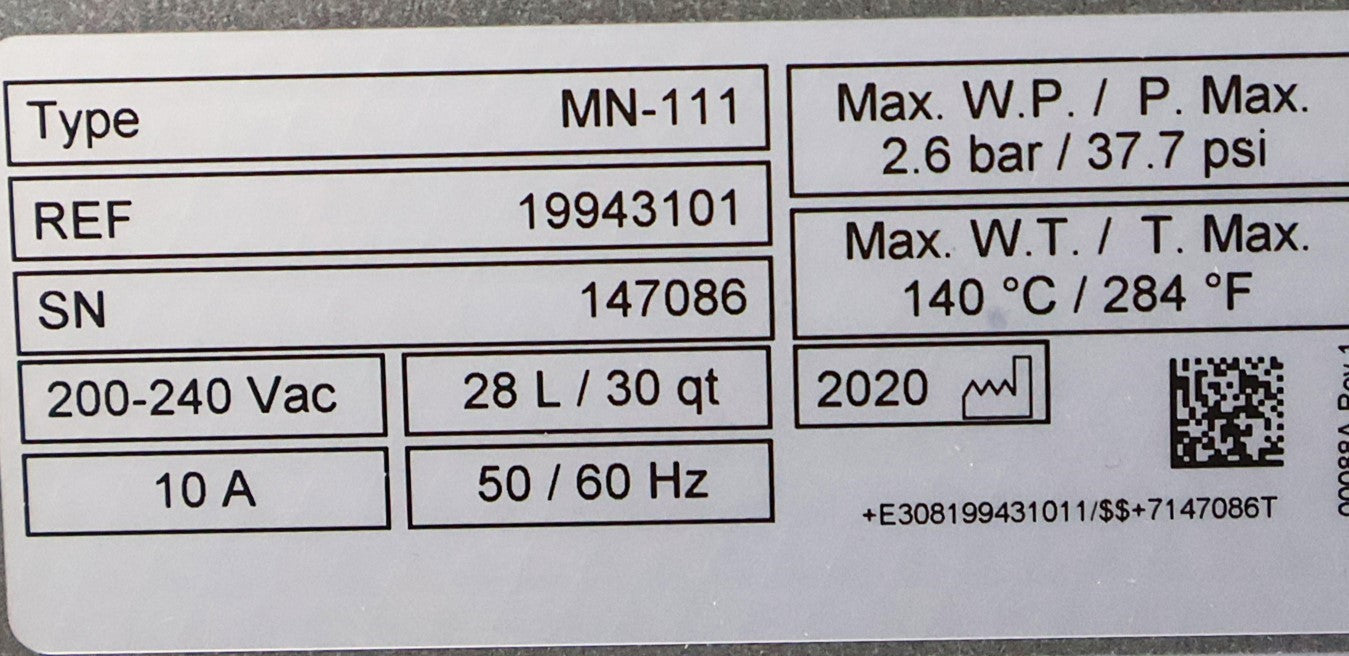 Type MN-111
REF 19943101
SN 147086
200-240 Vac 28 L / 30 qt
10 A 50 / 60 Hz
Max. W.P. / P. Max.
2.6 bar / 37.7 psi
Max. W.T. / T. Max.
140 °C / 284 °F
2020
+E308199431011/$$+7147086T